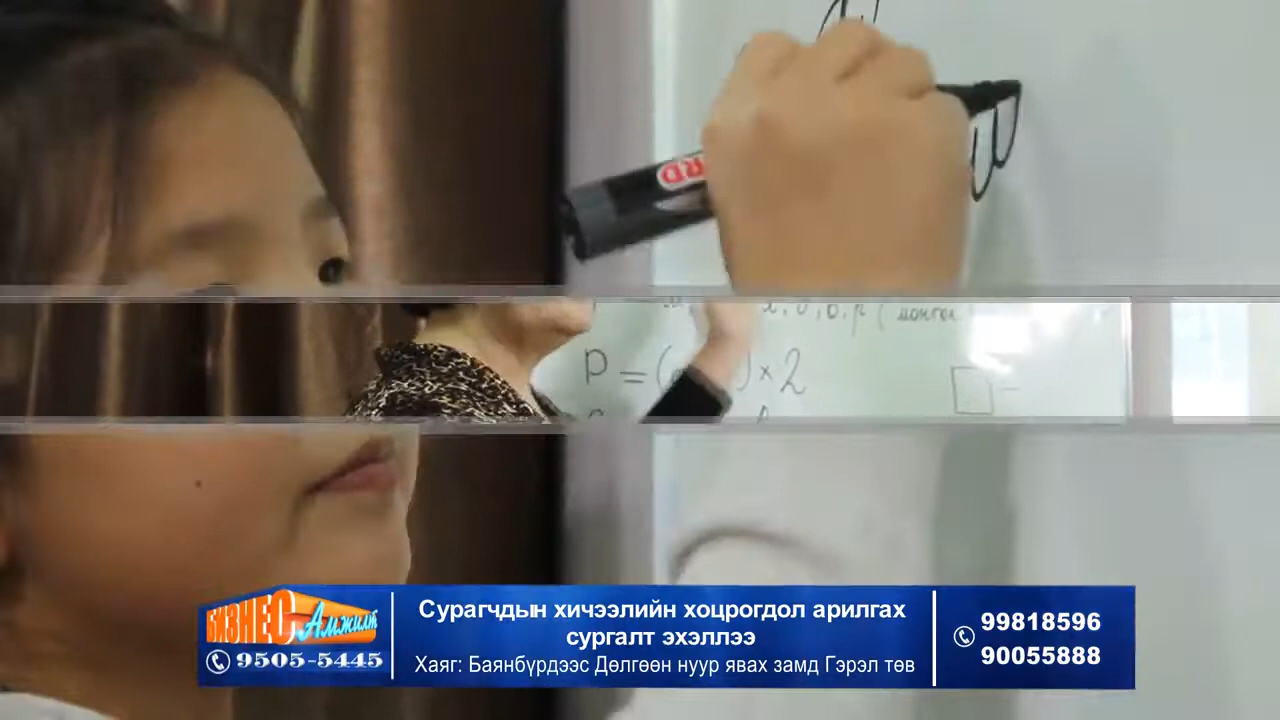 RD
P = ( ) × 2
БИЗНЕС
Амжилт
9505-5445
Сурагчдын хичээлийн хоцрогдол арилгах
сургалт эхэллээ
Хаяг: Баянбүрдээс Дөлгөөн нуур явах замд Гэрэл төв
99818596
90055888